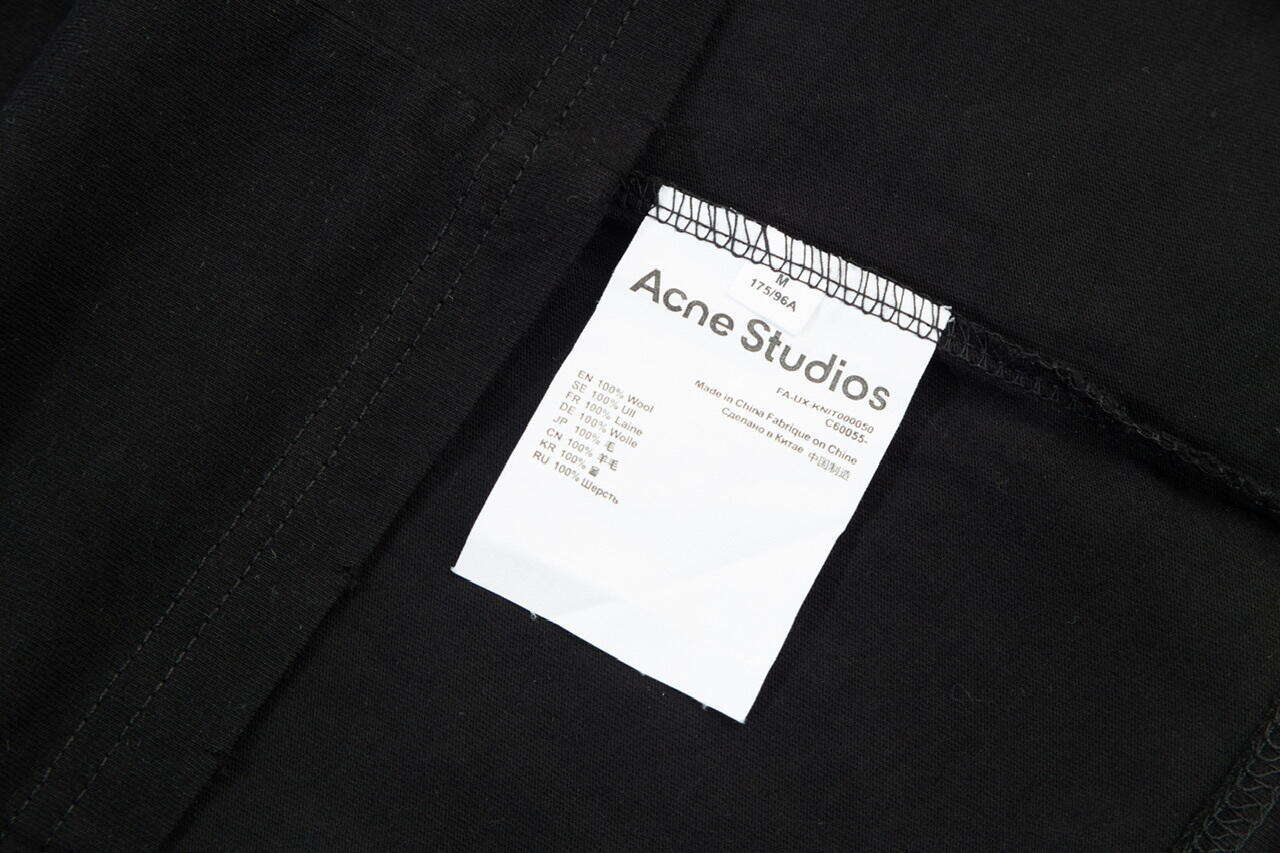 M
175/96A
Acne Studios
EN 100% Wool
SE 100% Ull
FR 100% Laine
DE 100% Wolle
JP 100% 毛
CN 100% 羊毛
KR 100% 울
RU 100% Шерсть
FA-UX-KNIT000050
C60055-
Made in China Fabrique on Chine
Сделано в Китае 中国制造